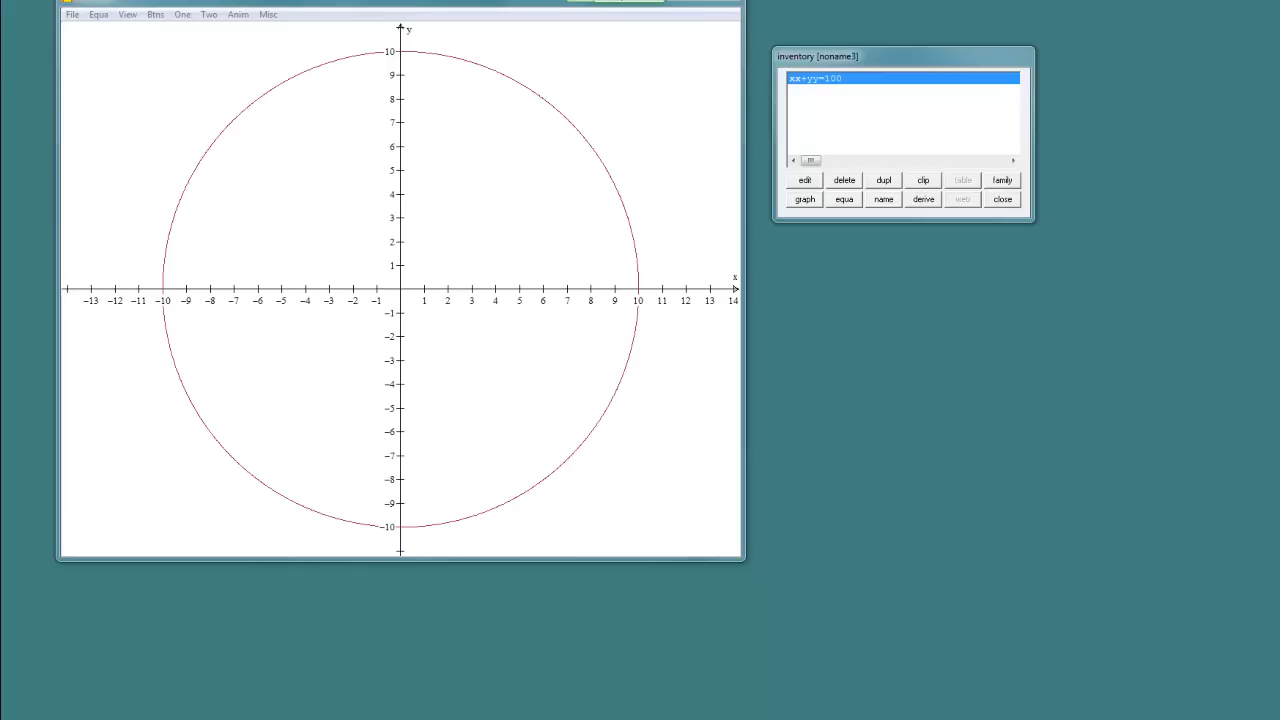 File Equa View Btns One Two Anim Misc
y
10
9
8
7
6
5
4
3
2
1
x
−13 −12 −11 −10 −9 −8 −7 −6 −5 −4 −3 −2 −1 1 2 3 4 5 6 7 8 9 10 11 12 13 14
−1
−2
−3
−4
−5
−6
−7
−8
−9
−10
inventory [noname3]
xx+yy=100
edit delete dupl clip table family
graph equa name derive web close